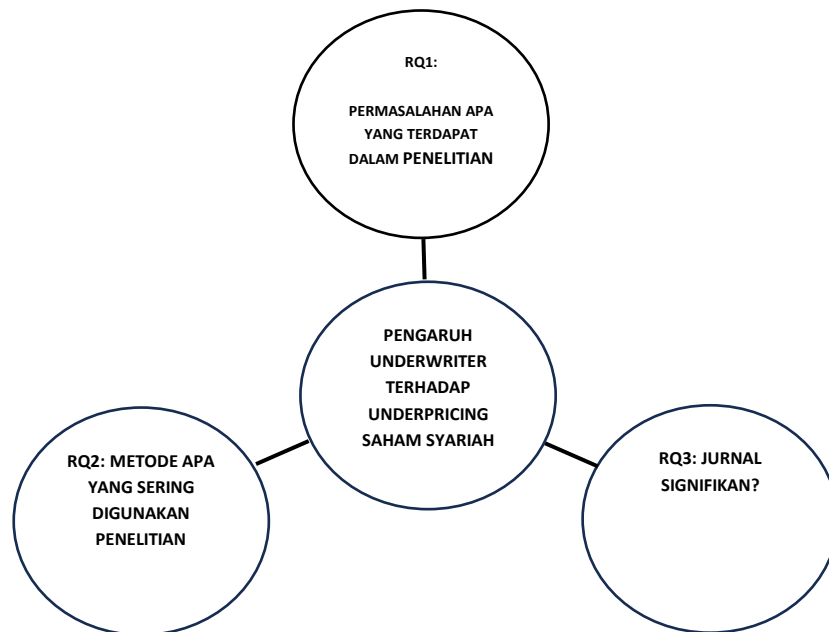 RQ1:
PERMASALAHAN APA
YANG TERDAPAT
DALAM PENELITIAN
PENGARUH
UNDERWRITER
TERHADAP
UNDERPRICING
SAHAM SYARIAH
RQ2: METODE APA
YANG SERING
DIGUNAKAN
PENELITIAN
RQ3: JURNAL
SIGNIFIKAN?